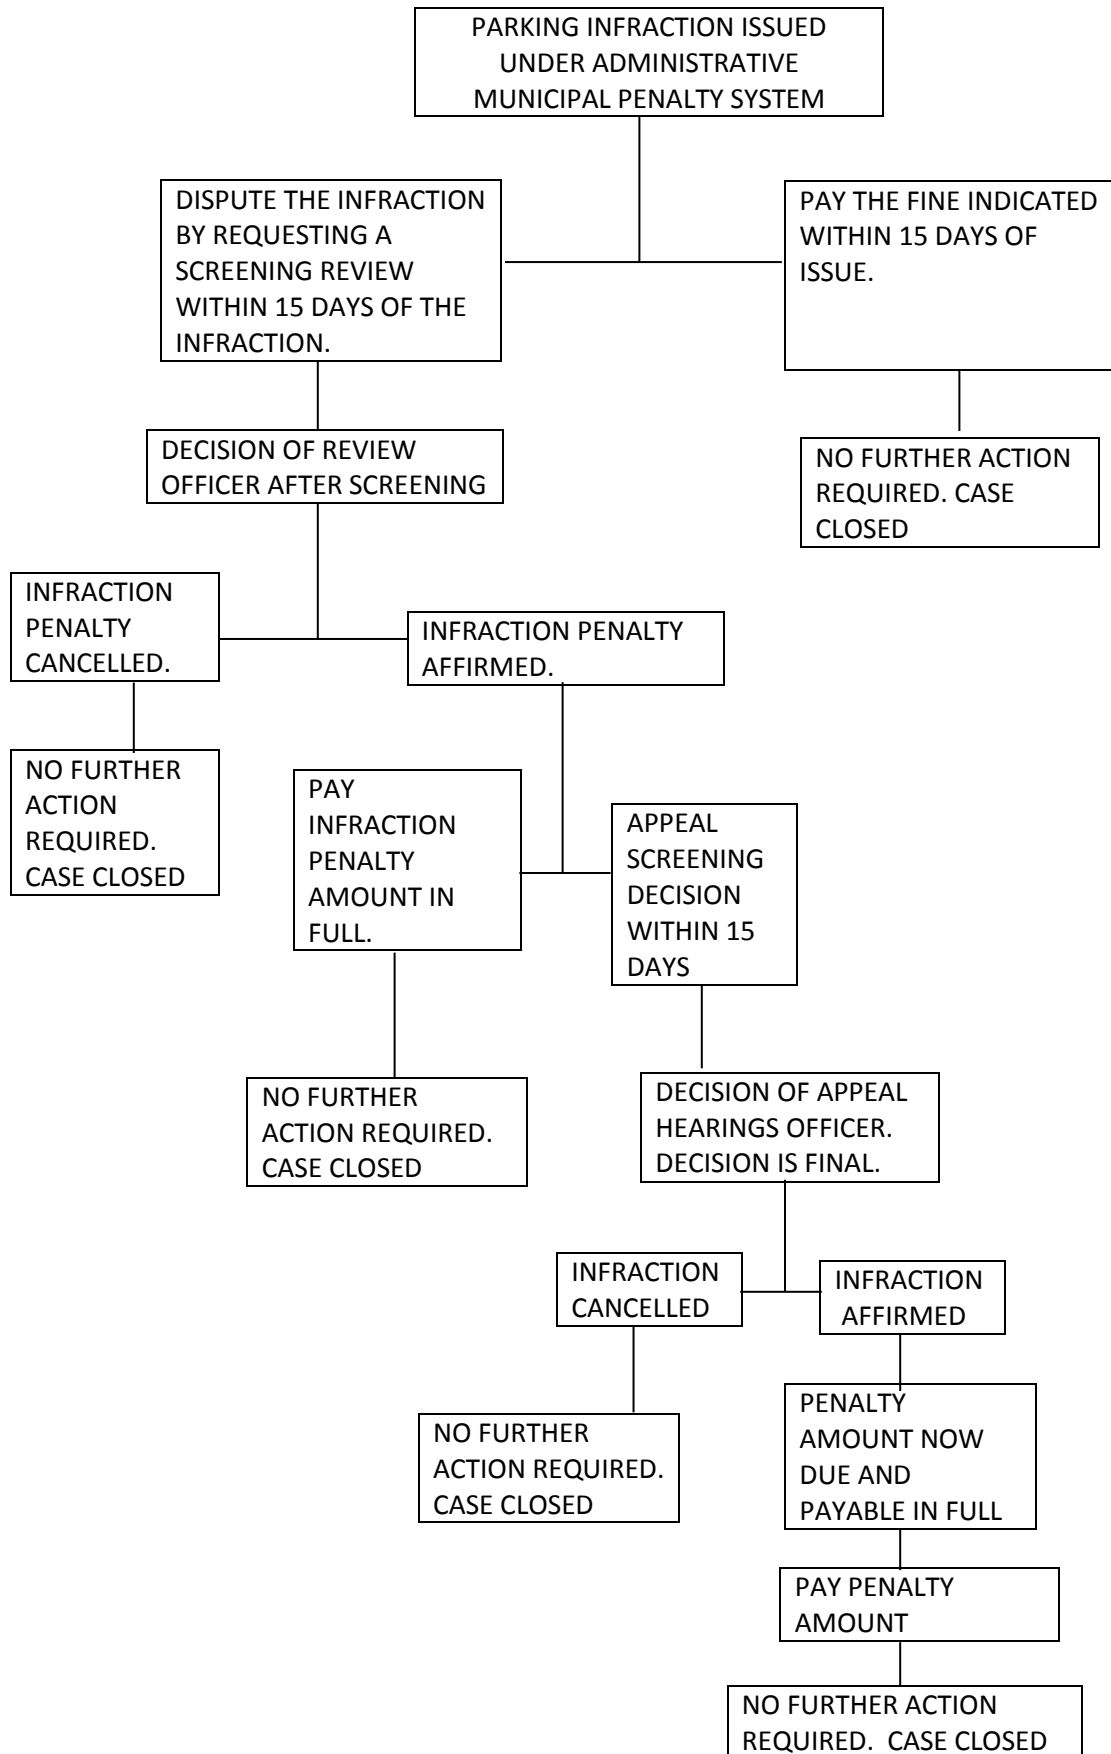 PARKING INFRACTION ISSUED
UNDER ADMINISTRATIVE
MUNICIPAL PENALTY SYSTEM
DISPUTE THE INFRACTION
BY REQUESTING A
SCREENING REVIEW
WITHIN 15 DAYS OF THE
INFRACTION.
PAY THE FINE INDICATED
WITHIN 15 DAYS OF
ISSUE.
DECISION OF REVIEW
OFFICER AFTER SCREENING
NO FURTHER ACTION
REQUIRED. CASE
CLOSED
INFRACTION
PENALTY
CANCELLED.
INFRACTION PENALTY
AFFIRMED.
NO FURTHER
ACTION
REQUIRED.
CASE CLOSED
PAY
INFRACTION
PENALTY
AMOUNT IN
FULL.
APPEAL
SCREENING
DECISION
WITHIN 15
DAYS
NO FURTHER
ACTION REQUIRED.
CASE CLOSED
DECISION OF APPEAL
HEARINGS OFFICER.
DECISION IS FINAL.
INFRACTION
CANCELLED
INFRACTION
AFFIRMED
NO FURTHER
ACTION REQUIRED.
CASE CLOSED
PENALTY
AMOUNT NOW
DUE AND
PAYABLE IN FULL
PAY PENALTY
AMOUNT
NO FURTHER ACTION
REQUIRED.  CASE CLOSED